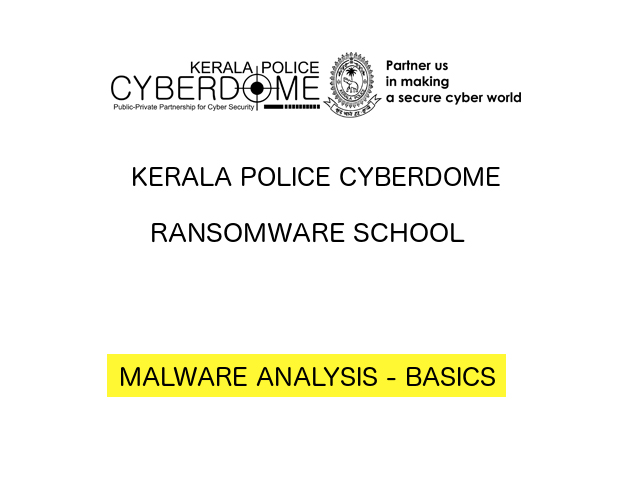 KERALA POLICE
CYBERDOME
Public-Private Partnership for Cyber Security
Partner us
in making
a secure cyber world
KERALA POLICE CYBERDOME
RANSOMWARE SCHOOL
MALWARE ANALYSIS - BASICS